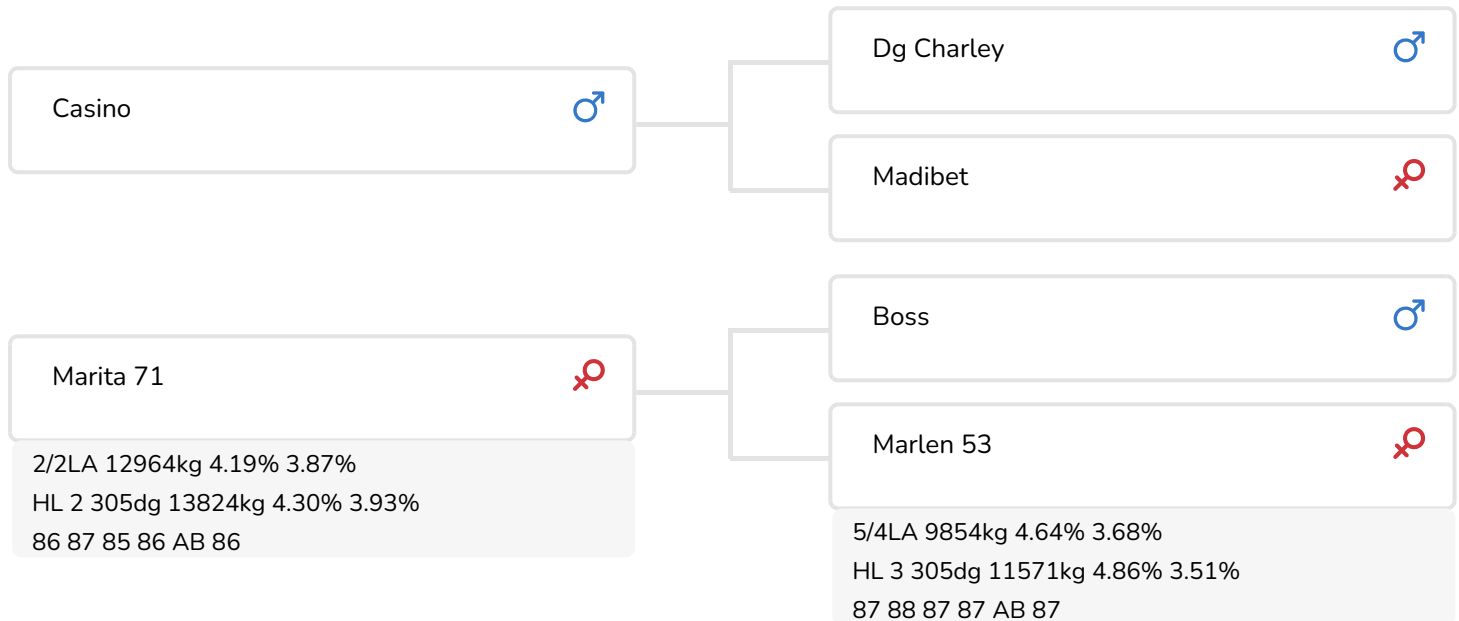 Casino
Dg Charley
Madibet
Marita 71
2/2LA 12964kg 4.19% 3.87%
HL 2 305dg 13824kg 4.30% 3.93%
86 87 85 86 AB 86
Boss
Marlen 53
5/4LA 9854kg 4.64% 3.68%
HL 3 305dg 11571kg 4.86% 3.51%
87 88 87 87 AB 87